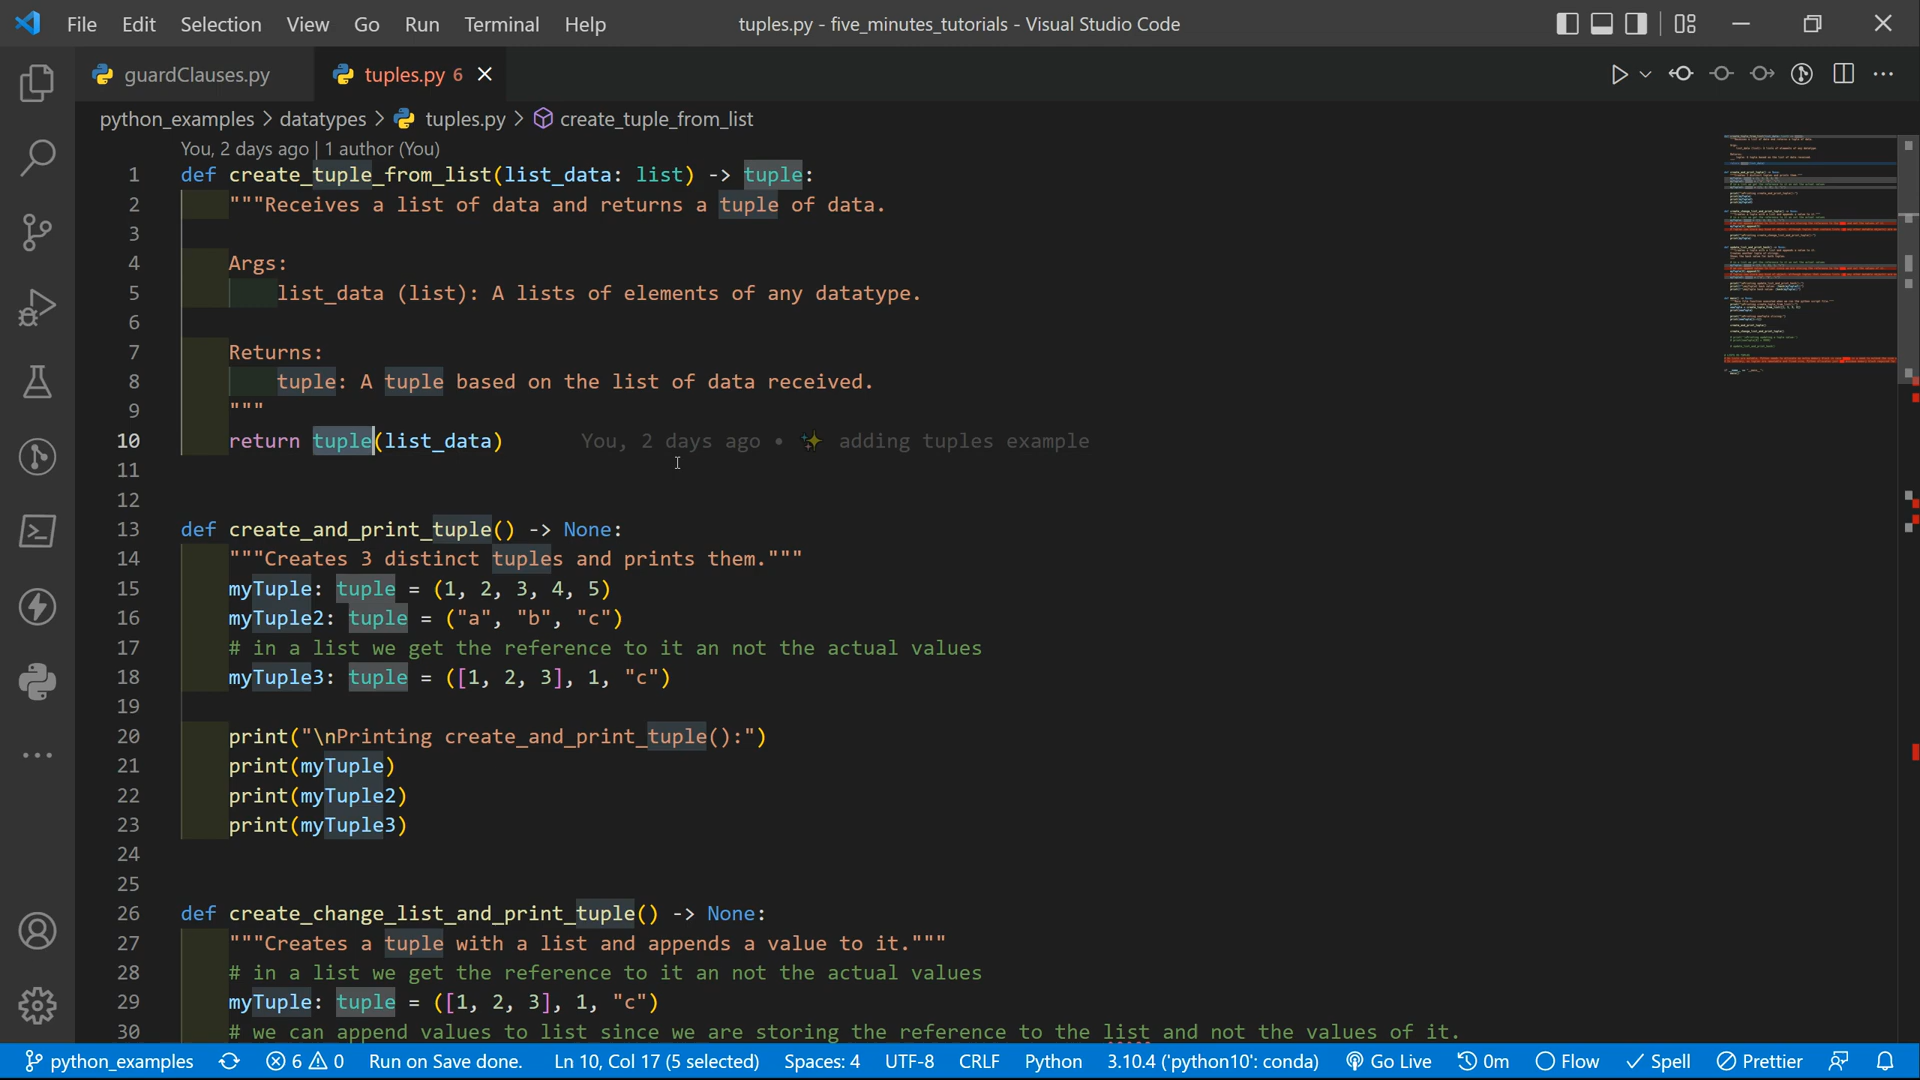 File Edit Selection View Go Run Terminal Help tuples.py - five_minutes_tutorials - Visual Studio Code
guardClauses.py tuples.py 6
python_examples > datatypes > tuples.py > create_tuple_from_list
You, 2 days ago | 1 author (You)
1 def create_tuple_from_list(list_data: list) -> tuple:
2 """Receives a list of data and returns a tuple of data.
3
4 Args:
5 list_data (list): A lists of elements of any datatype.
6
7 Returns:
8 tuple: A tuple based on the list of data received.
9 """
10 return tuple(list_data) You, 2 days ago • ✨ adding tuples example
11
12
13 def create_and_print_tuple() -> None:
14 """Creates 3 distinct tuples and prints them."""
15 myTuple: tuple = (1, 2, 3, 4, 5)
16 myTuple2: tuple = ("a", "b", "c")
17 # in a list we get the reference to it an not the actual values
18 myTuple3: tuple = ([1, 2, 3], 1, "c")
19
20 print("\nPrinting create_and_print_tuple():")
21 print(myTuple)
22 print(myTuple2)
23 print(myTuple3)
24
25
26 def create_change_list_and_print_tuple() -> None:
27 """Creates a tuple with a list and appends a value to it."""
28 # in a list we get the reference to it an not the actual values
29 myTuple: tuple = ([1, 2, 3], 1, "c")
30 # we can append values to list since we are storing the reference to the list and not the values of it.
python_examples 6 0 Run on Save done. Ln 10, Col 17 (5 selected) Spaces: 4 UTF-8 CRLF Python 3.10.4 ('python10': conda) Go Live 0m Flow Spell Prettier